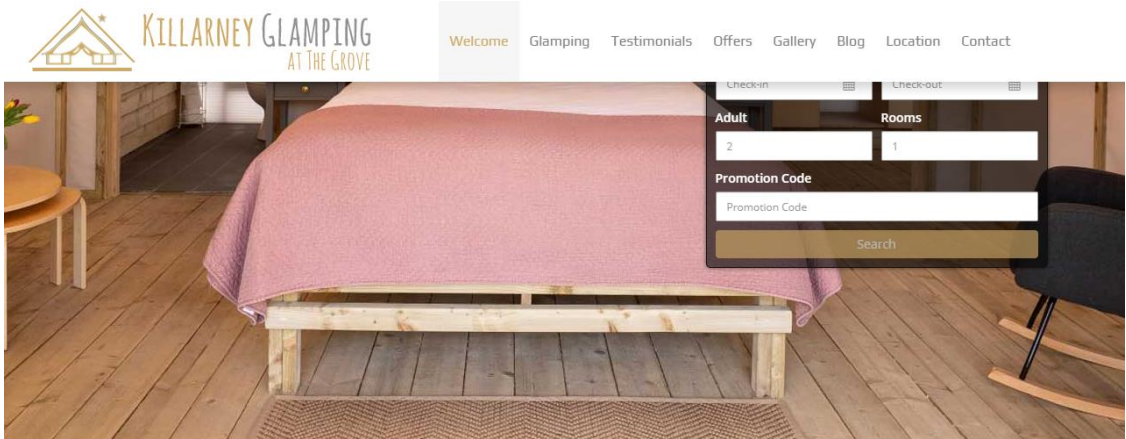 KILLARNEY GLAMPING
AT THE GROVE
Welcome Glamping Testimonials Offers Gallery Blog Location Contact
Check-in Check-out
Adult Rooms
2 1
Promotion Code
Promotion Code
Search